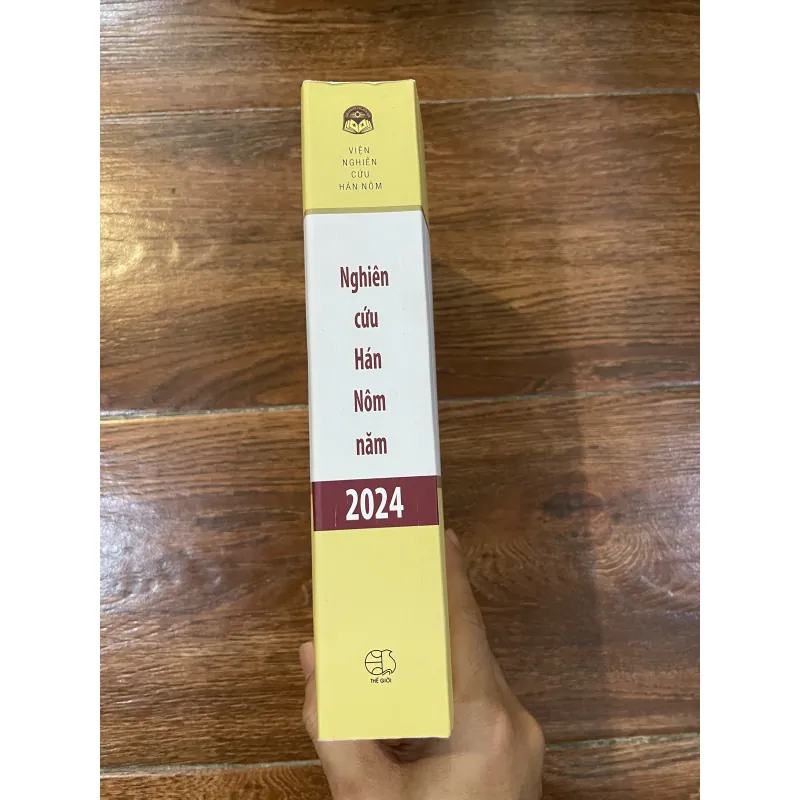 VIỆN
NGHIÊN
CỨU
HÁN NÔM
Nghiên
cứu
Hán
Nôm
năm
2024
THẾ GIỚI